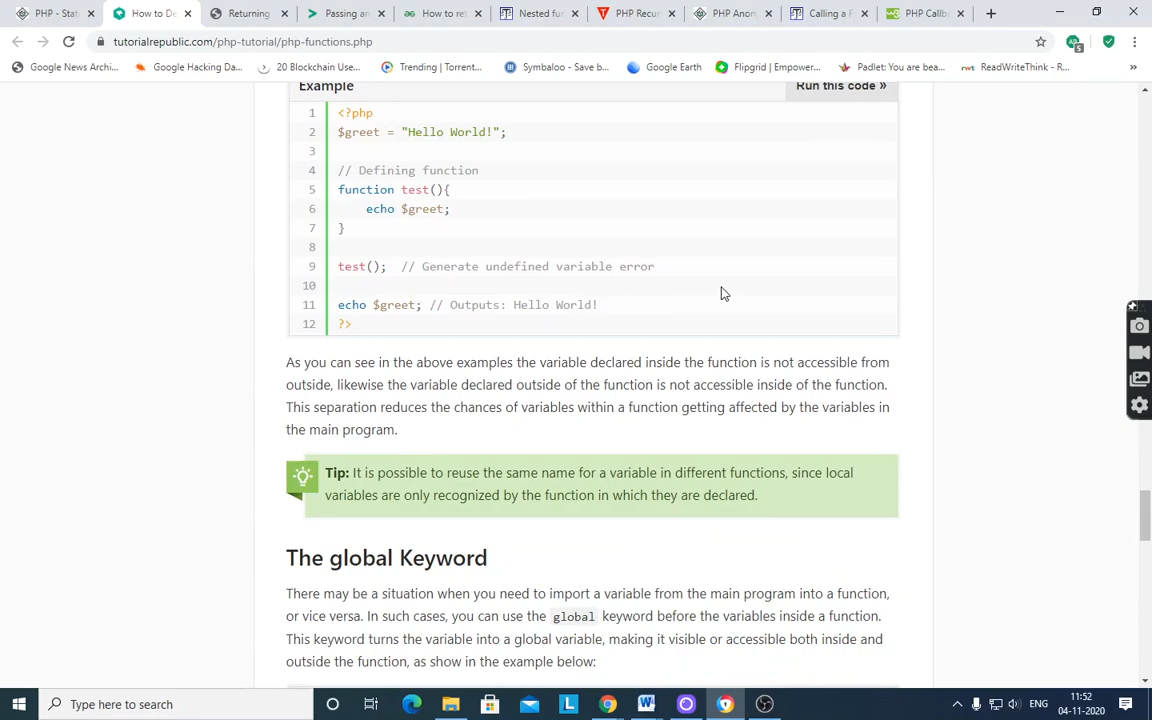 PHP - Stat
How to De
Returning
Passing an
How to ret
Nested fun
PHP Recur
PHP Anon
Calling a F
PHP Callb
tutorialrepublic.com/php-tutorial/php-functions.php
Google News Archi...
Google Hacking Da...
20 Blockchain Use...
Trending | Torrent...
Symbaloo - Save b...
Google Earth
Flipgrid | Empower...
Padlet: You are bea...
ReadWriteThink - R...
Example
Run this code »
1 <?php
2 $greet = "Hello World!";
3
4 // Defining function
5 function test(){
6 echo $greet;
7 }
8
9 test(); // Generate undefined variable error
10
11 echo $greet; // Outputs: Hello World!
12 ?>
As you can see in the above examples the variable declared inside the function is not accessible from
outside, likewise the variable declared outside of the function is not accessible inside of the function.
This separation reduces the chances of variables within a function getting affected by the variables in
the main program.
Tip: It is possible to reuse the same name for a variable in different functions, since local
variables are only recognized by the function in which they are declared.
The global Keyword
There may be a situation when you need to import a variable from the main program into a function,
or vice versa. In such cases, you can use the global keyword before the variables inside a function.
This keyword turns the variable into a global variable, making it visible or accessible both inside and
outside the function, as show in the example below:
Type here to search
ENG
11:52
04-11-2020